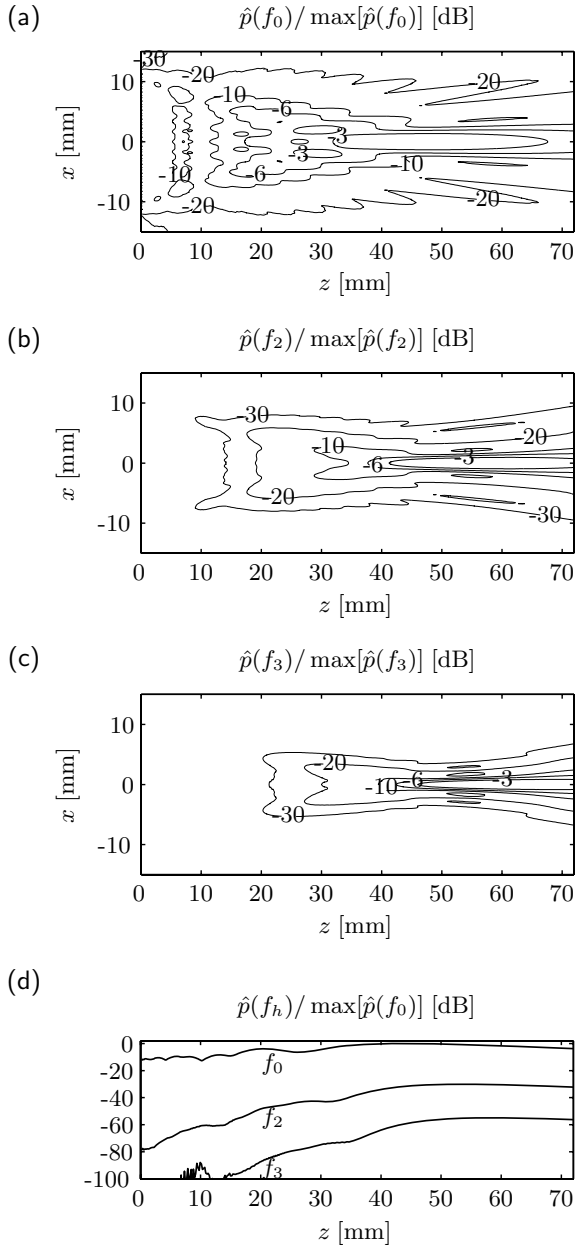 (a)
p̂(f₀)/ max[p̂(f₀)] [dB]
-30
-20
-20
-10
-6
-3
10
0
-10
x [mm]
-3
-10
-6
-10
-20
-20
0 10 20 30 40 50 60 70
z [mm]
(b)
p̂(f₂)/ max[p̂(f₂)] [dB]
10
0
-10
x [mm]
-30
-10
-20
-6
-3
-20
-30
0 10 20 30 40 50 60 70
z [mm]
(c)
p̂(f₃)/ max[p̂(f₃)] [dB]
10
0
-10
x [mm]
-20
-10
-6
-3
-30
0 10 20 30 40 50 60 70
z [mm]
(d)
p̂(f_h)/ max[p̂(f₀)] [dB]
0
-20
-40
-60
-80
-100
f₀
f₂
f₃
0 10 20 30 40 50 60 70
z [mm]